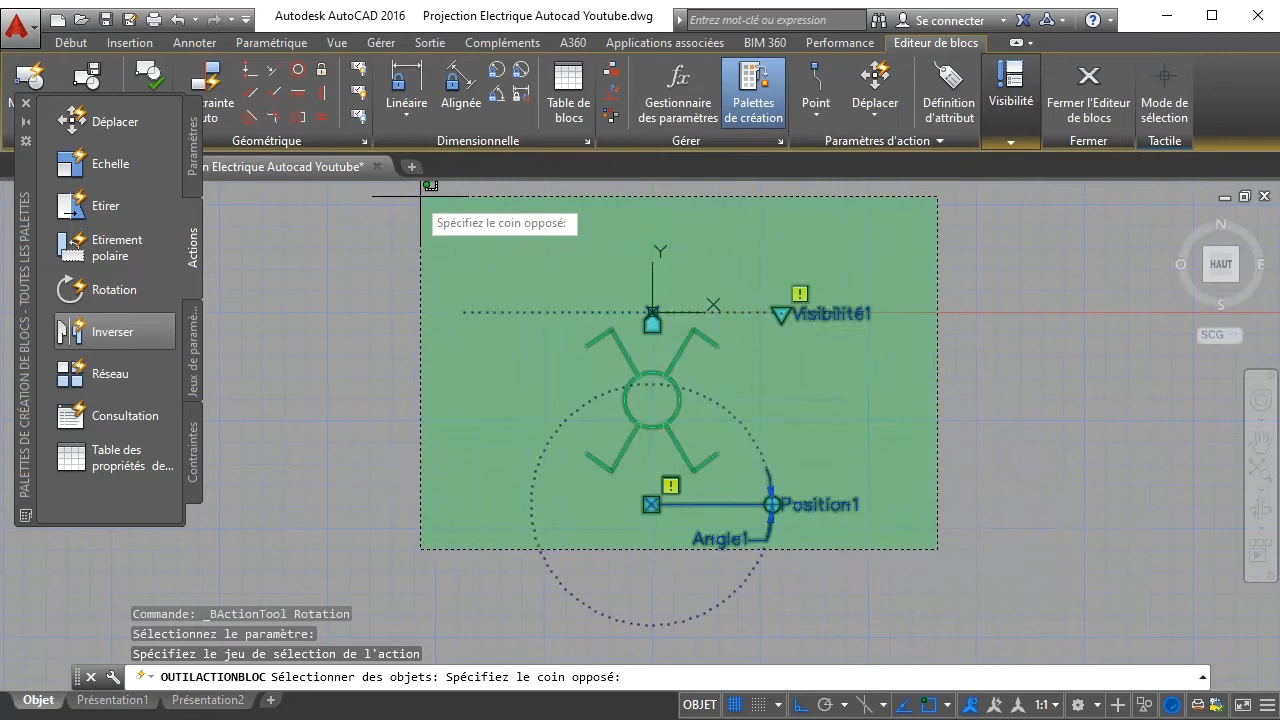 Autodesk AutoCAD 2016 Projection Electrique Autocad Youtube.dwg
Entrez mot-clé ou expression
Se connecter
Début Insertion Annoter Paramétrique Vue Gérer Sortie Compléments A360 Applications associées BIM 360 Performance Editeur de blocs
Linéaire
Alignée
Table de
blocs
Gestionnaire
des paramètres
Palettes
de création
Point
Déplacer
Définition
d'attribut
Visibilité
Fermer l'Editeur
de blocs
Mode de
sélection
Géométrique
Dimensionnelle
Gérer
Paramètres d'action
Fermer
Tactile
Electrique Autocad Youtube*
Déplacer
Echelle
Etirer
Etirement
polaire
Rotation
Inverser
Réseau
Consultation
Table des
propriétés de...
Paramètres
Actions
Jeux de paramè...
Contraintes
PALETTES DE CRÉATION DE BLOCS - TOUTES LES PALETTES
Spécifiez le coin opposé:
Y
X
Visibilité1
Position1
Angle1
N
O
HAUT
E
S
SCG
Commande: _BActionTool Rotation
Sélectionnez le paramètre:
Spécifiez le jeu de sélection de l'action
OUTILACTIONBLOC Sélectionner des objets: Spécifiez le coin opposé:
Objet Présentation1 Présentation2
OBJET
1:1